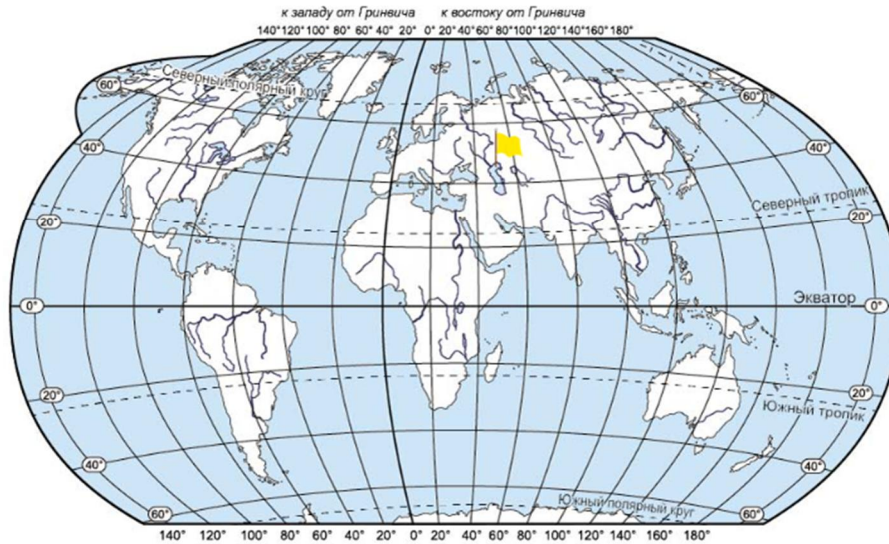 к западу от Гринвича к востоку от Гринвича
140° 120° 100° 80° 60° 40° 20° 0° 20° 40° 60° 80° 100° 120° 140° 160° 180°
Северный полярный круг
60° 60°
40° 40°
Северный тропик
20° 20°
Экватор
0° 0°
20° 20°
Южный тропик
40° 40°
Южный полярный круг
60° 60°
140° 120° 100° 80° 60° 40° 20° 0° 20° 40° 60° 80° 100° 120° 140° 160° 180°